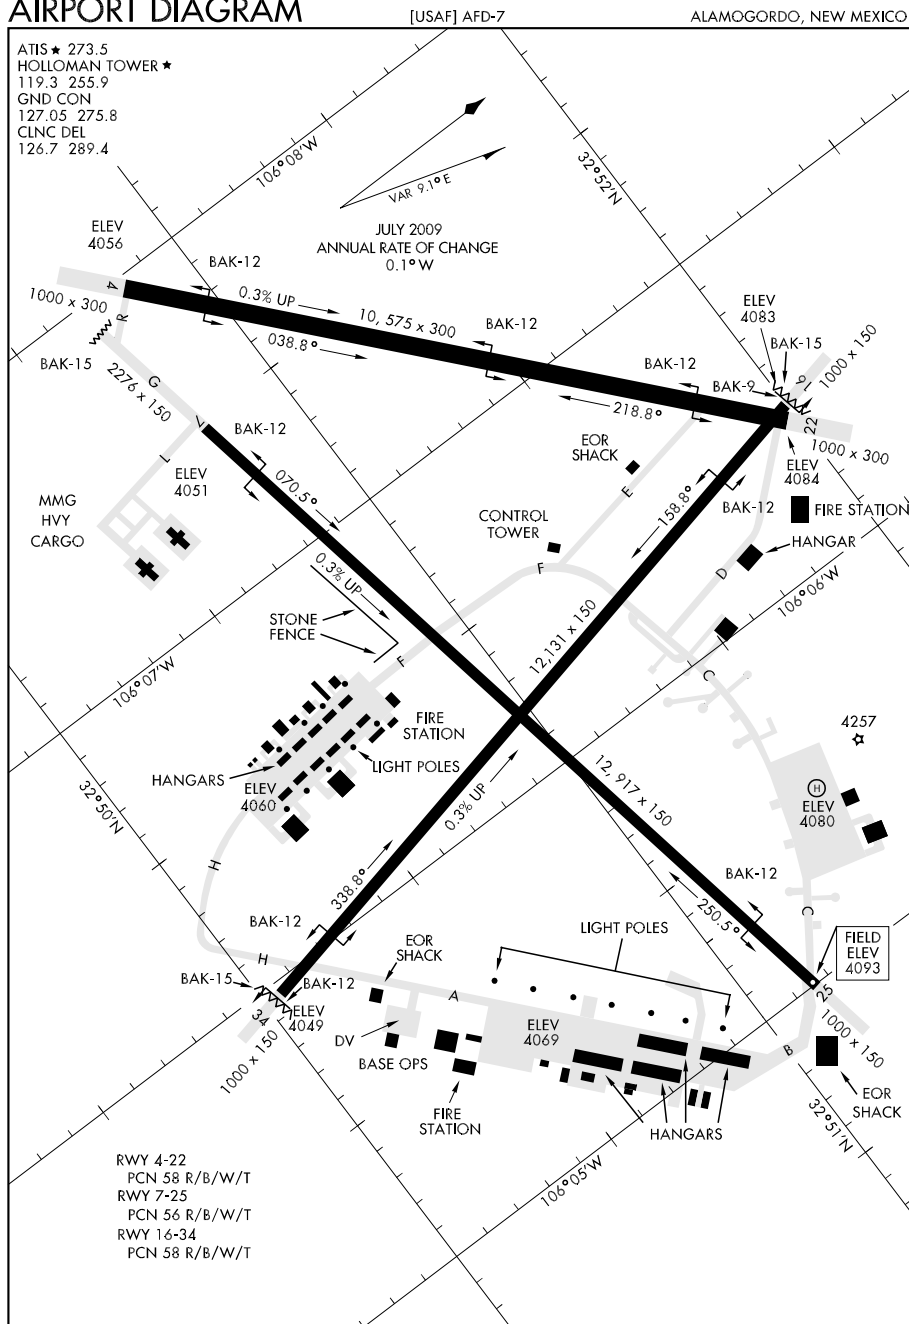 AIRPORT DIAGRAM
[USAF] AFD-7
ALAMOGORDO, NEW MEXICO
ATIS ★ 273.5
HOLLOMAN TOWER ★
119.3 255.9
GND CON
127.05 275.8
CLNC DEL
126.7 289.4
106°08'W
32°52'N
VAR 9.1° E
JULY 2009
ANNUAL RATE OF CHANGE
0.1° W
ELEV
4056
BAK-12
0.3% UP
10, 575 x 300
038.8°
BAK-12
1000 x 300
4
R
BAK-15
2276 x 150
G
ELEV
4083
BAK-15
BAK-12
BAK-9
16
1000 x 150
218.8°
22
1000 x 300
ELEV
4084
7
BAK-12
L
ELEV
4051
070.5°
EOR
SHACK
E
158.8°
BAK-12
FIRE STATION
HANGAR
MMG
HVY
CARGO
CONTROL
TOWER
F
D
106°06'W
0.3% UP
STONE
FENCE
F
12,131 x 150
C
106°07'W
FIRE
STATION
LIGHT POLES
HANGARS
ELEV
4060
4257
H
ELEV
4080
32°50'N
0.3% UP
12, 917 x 150
H
338.8°
BAK-12
BAK-12
250.5°
C
LIGHT POLES
FIELD
ELEV
4093
H
EOR
SHACK
BAK-15
BAK-12
ELEV
4049
34
1000 x 150
A
DV
BASE OPS
ELEV
4069
25
1000 x 150
B
EOR
SHACK
FIRE
STATION
HANGARS
32°51'N
106°05'W
RWY 4-22
PCN 58 R/B/W/T
RWY 7-25
PCN 56 R/B/W/T
RWY 16-34
PCN 58 R/B/W/T